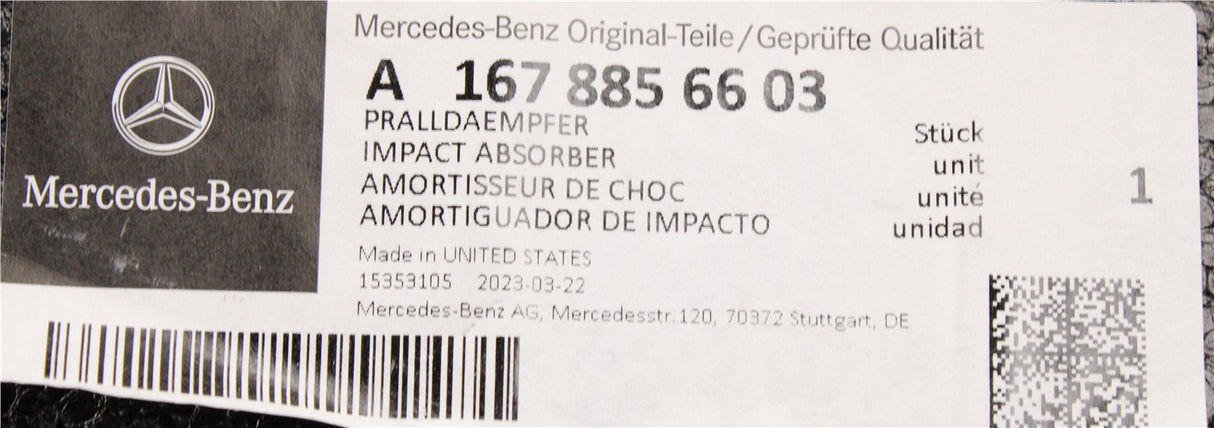 Mercedes-Benz
Mercedes-Benz Original-Teile/Geprüfte Qualität
A 167 885 66 03
PRALLDAEMPFER Stück
IMPACT ABSORBER unit
AMORTISSEUR DE CHOC unité 1
AMORTIGUADOR DE IMPACTO unidad
Made in UNITED STATES
15353105 2023-03-22
Mercedes-Benz AG, Mercedesstr.120, 70372 Stuttgart, DE